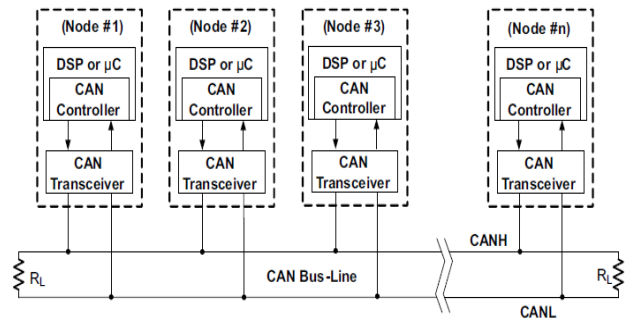 (Node #1)
DSP or µC
CAN
Controller
CAN
Transceiver
(Node #2)
DSP or µC
CAN
Controller
CAN
Transceiver
(Node #3)
DSP or µC
CAN
Controller
CAN
Transceiver
(Node #n)
DSP or µC
CAN
Controller
CAN
Transceiver
CANH
RL
CAN Bus-Line
RL
CANL